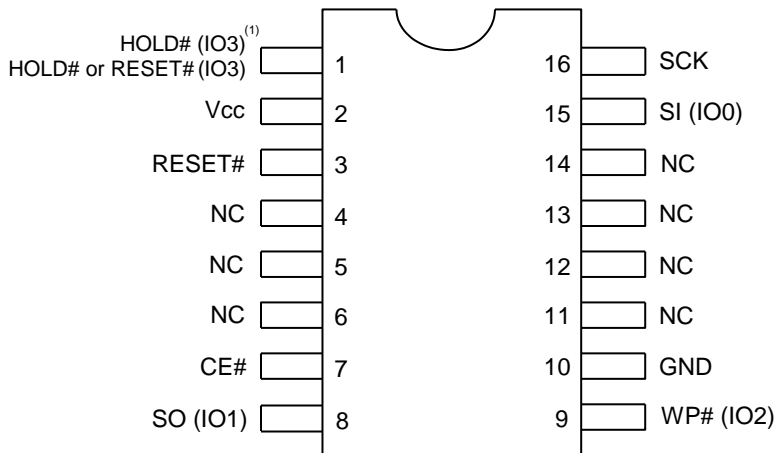 HOLD# (IO3)(1)
HOLD# or RESET# (IO3) 1 16 SCK
Vcc 2 15 SI (IO0)
RESET# 3 14 NC
NC 4 13 NC
NC 5 12 NC
NC 6 11 NC
CE# 7 10 GND
SO (IO1) 8 9 WP# (IO2)